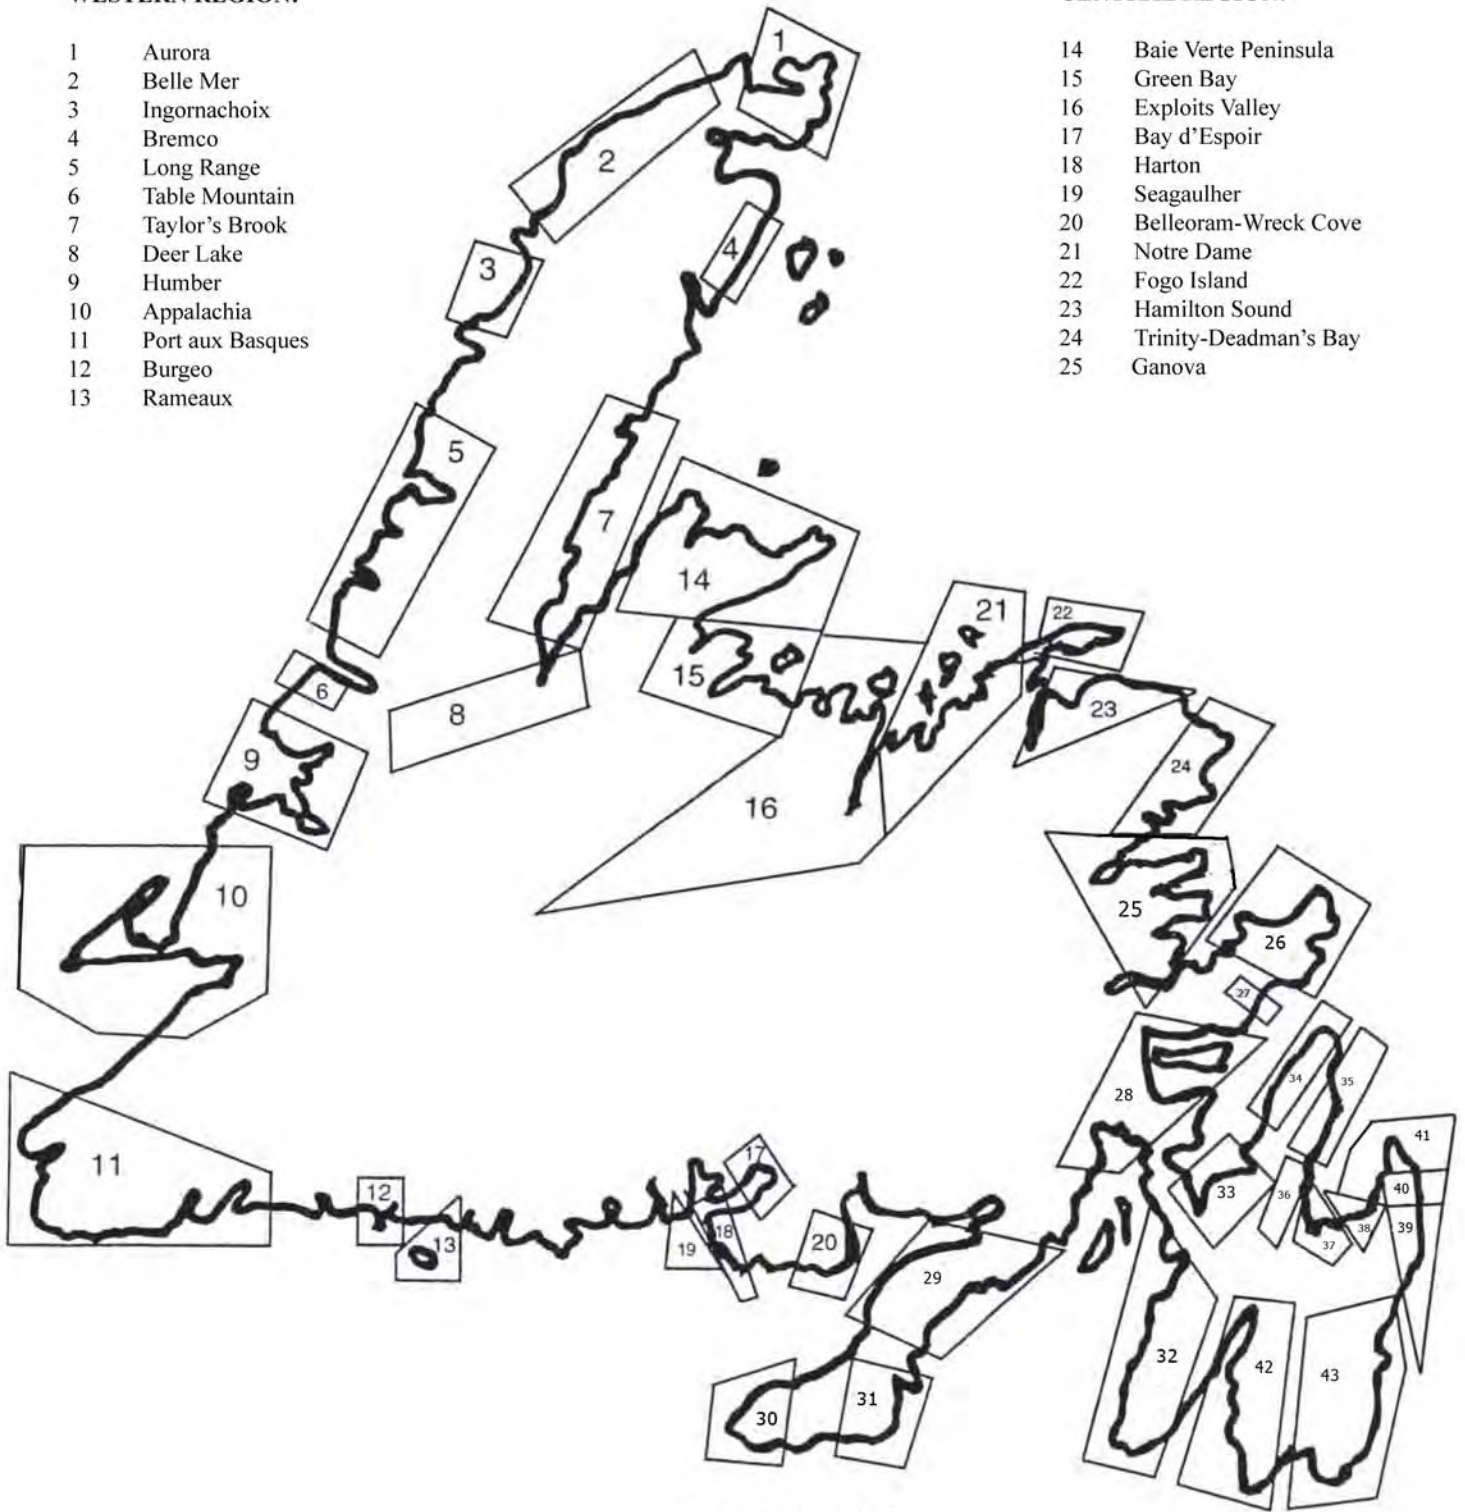 WESTERN REGION:
1 Aurora
2 Belle Mer
3 Ingornachoix
4 Bremco
5 Long Range
6 Table Mountain
7 Taylor's Brook
8 Deer Lake
9 Humber
10 Appalachia
11 Port aux Basques
12 Burgeo
13 Rameaux
14 Baie Verte Peninsula
15 Green Bay
16 Exploits Valley
17 Bay d'Espoir
18 Harton
19 Seagaulher
20 Belleoram-Wreck Cove
21 Notre Dame
22 Fogo Island
23 Hamilton Sound
24 Trinity-Deadman's Bay
25 Ganova
1
2
4
3
5
7
14
21
22
15
6
8
23
9
24
16
10
25
26
27
34
35
28
41
17
11
12
33
36
40
18
38
39
13
19
20
37
29
32
42
43
31
30